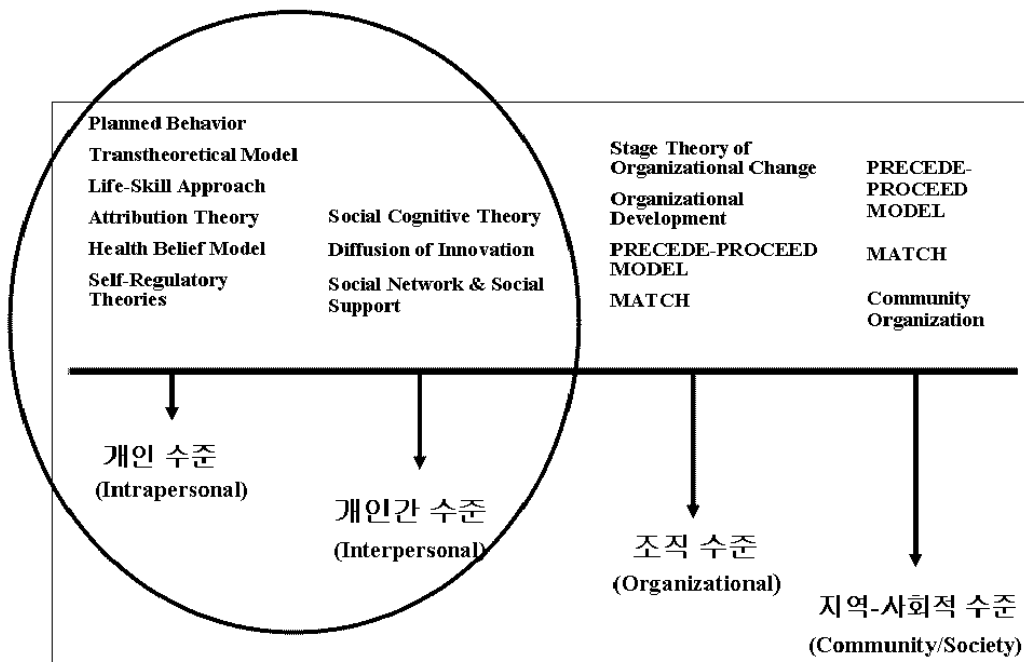 Planned Behavior
Transtheoretical Model
Life-Skill Approach
Attribution Theory
Health Belief Model
Self-Regulatory
Theories
Social Cognitive Theory
Diffusion of Innovation
Social Network & Social
Support
Stage Theory of
Organizational Change
Organizational
Development
PRECEDE-PROCEED
MODEL
MATCH
PRECEDE-
PROCEED
MODEL
MATCH
Community
Organization
개인 수준
(Intrapersonal)
개인간 수준
(Interpersonal)
조직 수준
(Organizational)
지역-사회적 수준
(Community/Society)